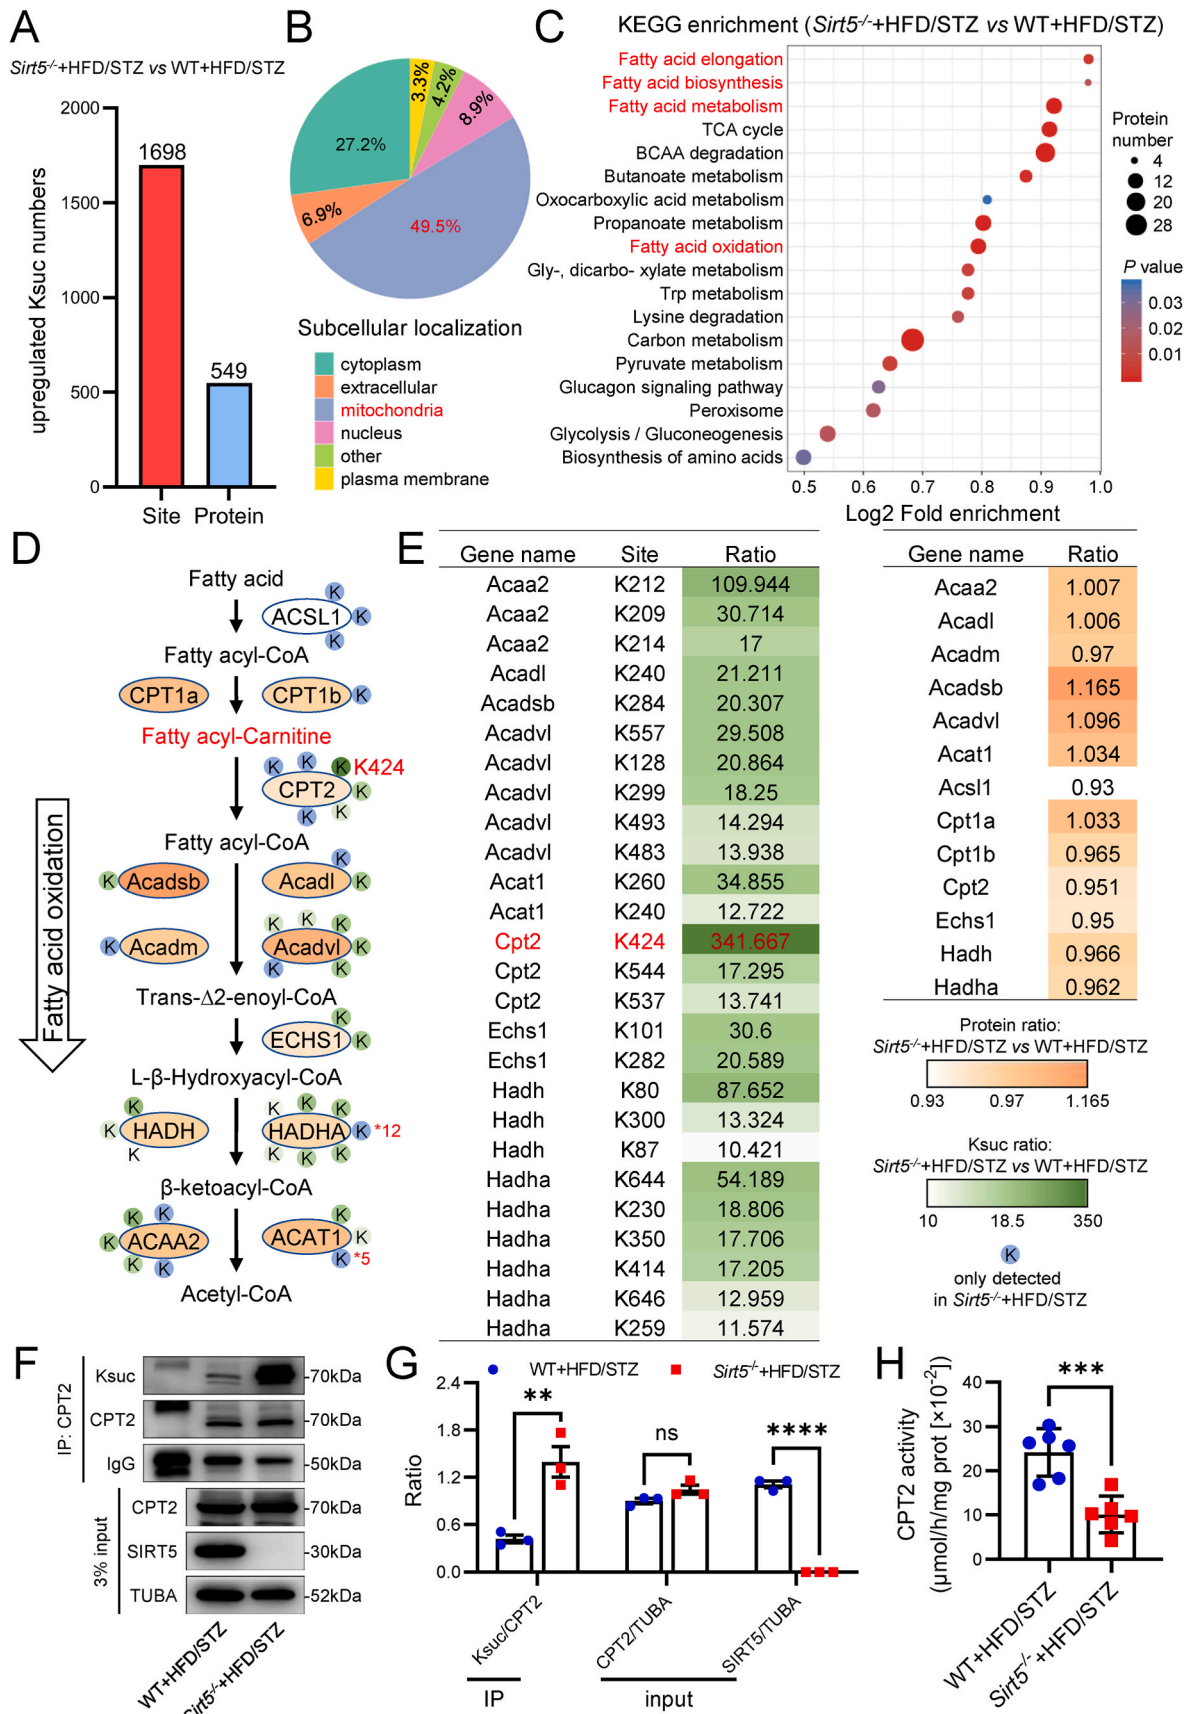 A
Sirt5-/-+HFD/STZ vs WT+HFD/STZ
upregulated Ksuc numbers
2000
1500
1000
500
0
1698
549
Site Protein
B
3.3%
4.2%
8.9%
27.2%
6.9%
49.5%
Subcellular localization
cytoplasm
extracellular
mitochondria
nucleus
other
plasma membrane
C
KEGG enrichment (Sirt5-/-+HFD/STZ vs WT+HFD/STZ)
Fatty acid elongation
Fatty acid biosynthesis
Fatty acid metabolism
TCA cycle
BCAA degradation
Butanoate metabolism
Oxocarboxylic acid metabolism
Propanoate metabolism
Fatty acid oxidation
Gly-, dicarbo- xylate metabolism
Trp metabolism
Lysine degradation
Carbon metabolism
Pyruvate metabolism
Glucagon signaling pathway
Peroxisome
Glycolysis / Gluconeogenesis
Biosynthesis of amino acids
0.5 0.6 0.7 0.8 0.9 1.0
Log2 Fold enrichment
Protein
number
4
12
20
28
P value
0.03
0.02
0.01
D
Fatty acid oxidation
Fatty acid
K
ACSL1 K
K
Fatty acyl-CoA
CPT1a CPT1b K
Fatty acyl-Carnitine
K K K K424
CPT2 K
K K
Fatty acyl-CoA
K
K Acadsb Acadl K
K K K
K Acadm Acadvl K
K K K
Trans-Δ2-enoyl-CoA
K
ECHS1 K
L-β-Hydroxyacyl-CoA
K K K K
K HADH HADHA K *12
K K K K
β-ketoacyl-CoA
K K K
K ACAA2 ACAT1 K
K K K *5
Acetyl-CoA
E
Gene name Site Ratio
Acaa2 K212 109.944
Acaa2 K209 30.714
Acaa2 K214 17
Acadl K240 21.211
Acadsb K284 20.307
Acadvl K557 29.508
Acadvl K128 20.864
Acadvl K299 18.25
Acadvl K493 14.294
Acadvl K483 13.938
Acat1 K260 34.855
Acat1 K240 12.722
Cpt2 K424 341.667
Cpt2 K544 17.295
Cpt2 K537 13.741
Echs1 K101 30.6
Echs1 K282 20.589
Hadh K80 87.652
Hadh K300 13.324
Hadh K87 10.421
Hadha K644 54.189
Hadha K230 18.806
Hadha K350 17.706
Hadha K414 17.205
Hadha K646 12.959
Hadha K259 11.574
Gene name Ratio
Acaa2 1.007
Acadl 1.006
Acadm 0.97
Acadsb 1.165
Acadvl 1.096
Acat1 1.034
Acsl1 0.93
Cpt1a 1.033
Cpt1b 0.965
Cpt2 0.951
Echs1 0.95
Hadh 0.966
Hadha 0.962
Protein ratio:
Sirt5-/-+HFD/STZ vs WT+HFD/STZ
0.93 0.97 1.165
Ksuc ratio:
Sirt5-/-+HFD/STZ vs WT+HFD/STZ
10 18.5 350
K
only detected
in Sirt5-/-+HFD/STZ
F
IP: CPT2
Ksuc -70kDa
CPT2 -70kDa
IgG -50kDa
3% input
CPT2 -70kDa
SIRT5 -30kDa
TUBA -52kDa
WT+HFD/STZ
Sirt5-/-+HFD/STZ
G
WT+HFD/STZ Sirt5-/-+HFD/STZ
Ratio
2.4
1.8
1.2
0.6
0.0
**
ns
****
Ksuc/CPT2
CPT2/TUBA
SIRT5/TUBA
IP input
H
CPT2 activity
(μmol/h/mg prot [×10-2])
40
30
20
10
0
***
WT+HFD/STZ
Sirt5-/-+HFD/STZ